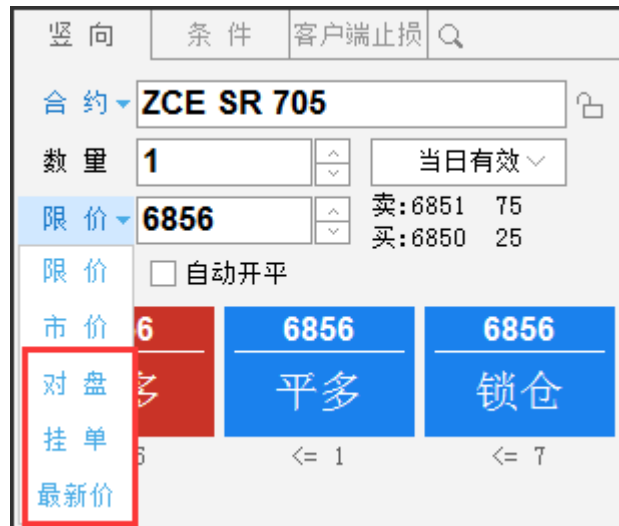 竖 向 条 件 客户端止损
合 约 ZCE SR 705
数 量 1 当日有效
限 价 6856 卖:6851 75
买:6850 25
限 价 自动开平
市 价 6 6856 6856
对 盘 平多 锁仓
挂 单 <= 1 <= 7
最新价